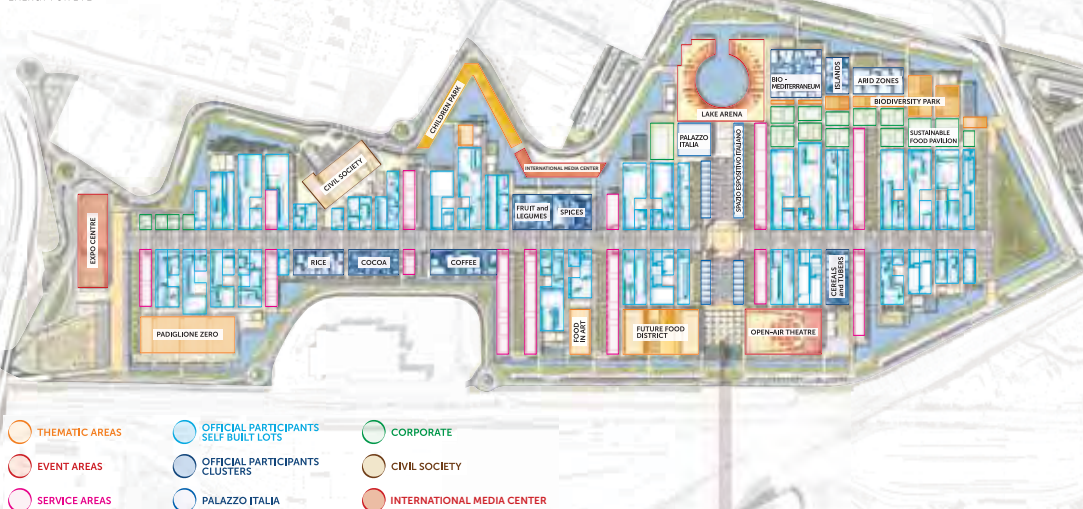 CHILDREN PARK
LAKE ARENA
BIO -
MEDITERRANEUM
ISLANDS
ARID ZONES
BIODIVERSITY PARK
SUSTAINABLE
FOOD PAVILION
PALAZZO
ITALIA
SPAZIO ESPOSITIVO ITALIANO
CIVIL SOCIETY
INTERNATIONAL MEDIA CENTER
FRUIT and
LEGUMES
SPICES
EXPO CENTRE
RICE
COCOA
COFFEE
CEREALS
and TUBERS
PADIGLIONE ZERO
FOOD
IN ART
FUTURE FOOD
DISTRICT
OPEN-AIR THEATRE
THEMATIC AREAS
OFFICIAL PARTICIPANTS
SELF BUILT LOTS
CORPORATE
EVENT AREAS
OFFICIAL PARTICIPANTS
CLUSTERS
CIVIL SOCIETY
SERVICE AREAS
PALAZZO ITALIA
INTERNATIONAL MEDIA CENTER